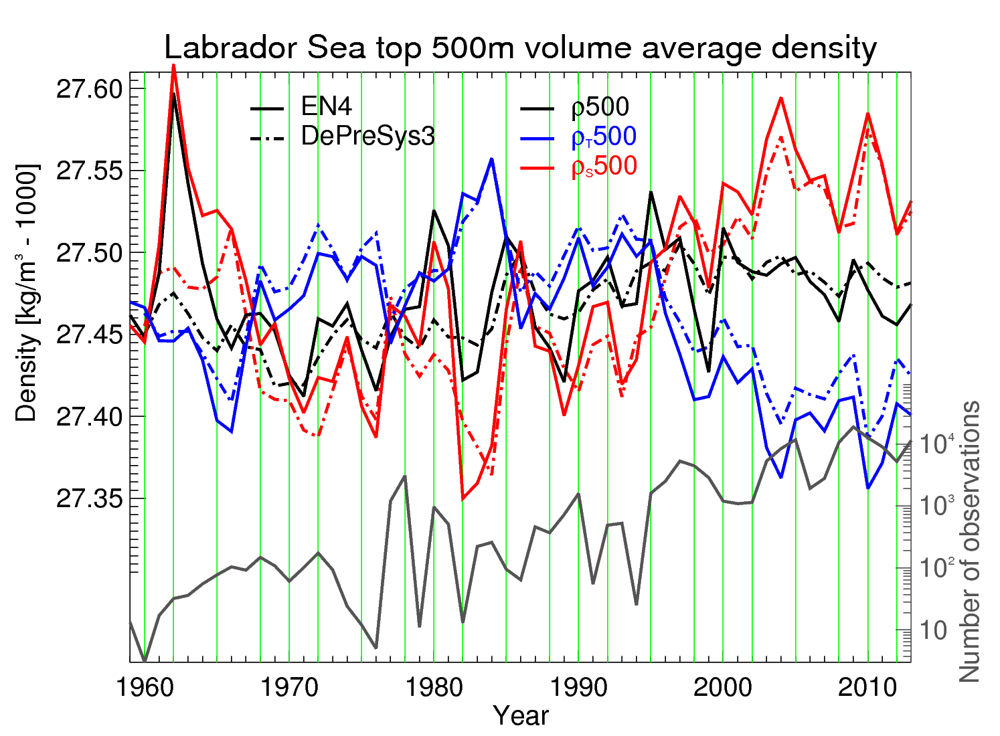 Labrador Sea top 500m volume average density
EN4
DePreSys3
ρ500
ρT500
ρS500
Density [kg/m³ - 1000]
27.60
27.55
27.50
27.45
27.40
27.35
10⁴
10³
10²
10
Number of observations
1960 1970 1980 1990 2000 2010
Year